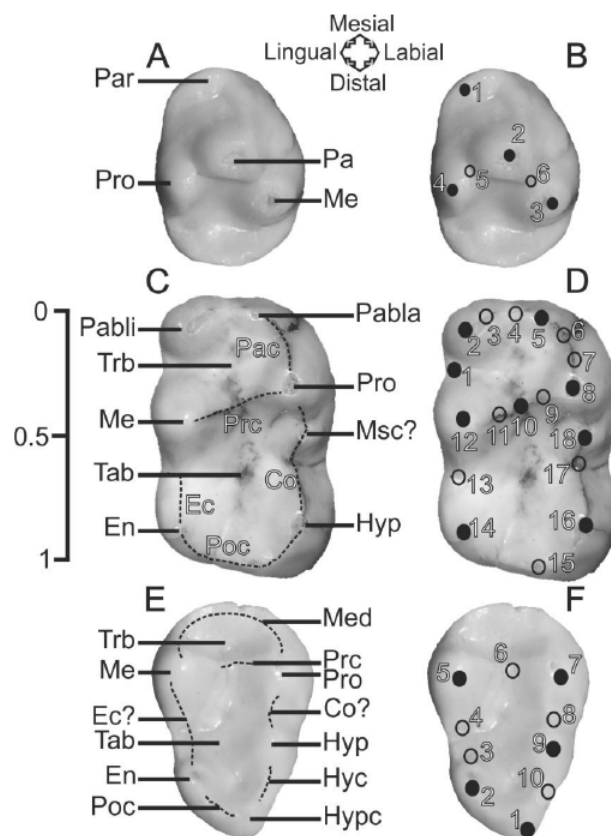 Mesial
Lingual Labial
Distal
A
Par
Pro
Pa
Me
B
1
2
5
6
4
3
C
0
0.5
1
Pabli
Pabla
Trb
Pac
Pro
Me
Prc
Msc?
Tab
Co
Ec
En
Hyp
Poc
D
2
3
4
5
6
7
1
8
9
12
11
10
18
13
17
14
16
15
E
Med
Trb
Prc
Me
Pro
Ec?
Co?
Tab
Hyp
En
Hyc
Poc
Hypc
F
6
7
5
4
8
3
9
2
10
1